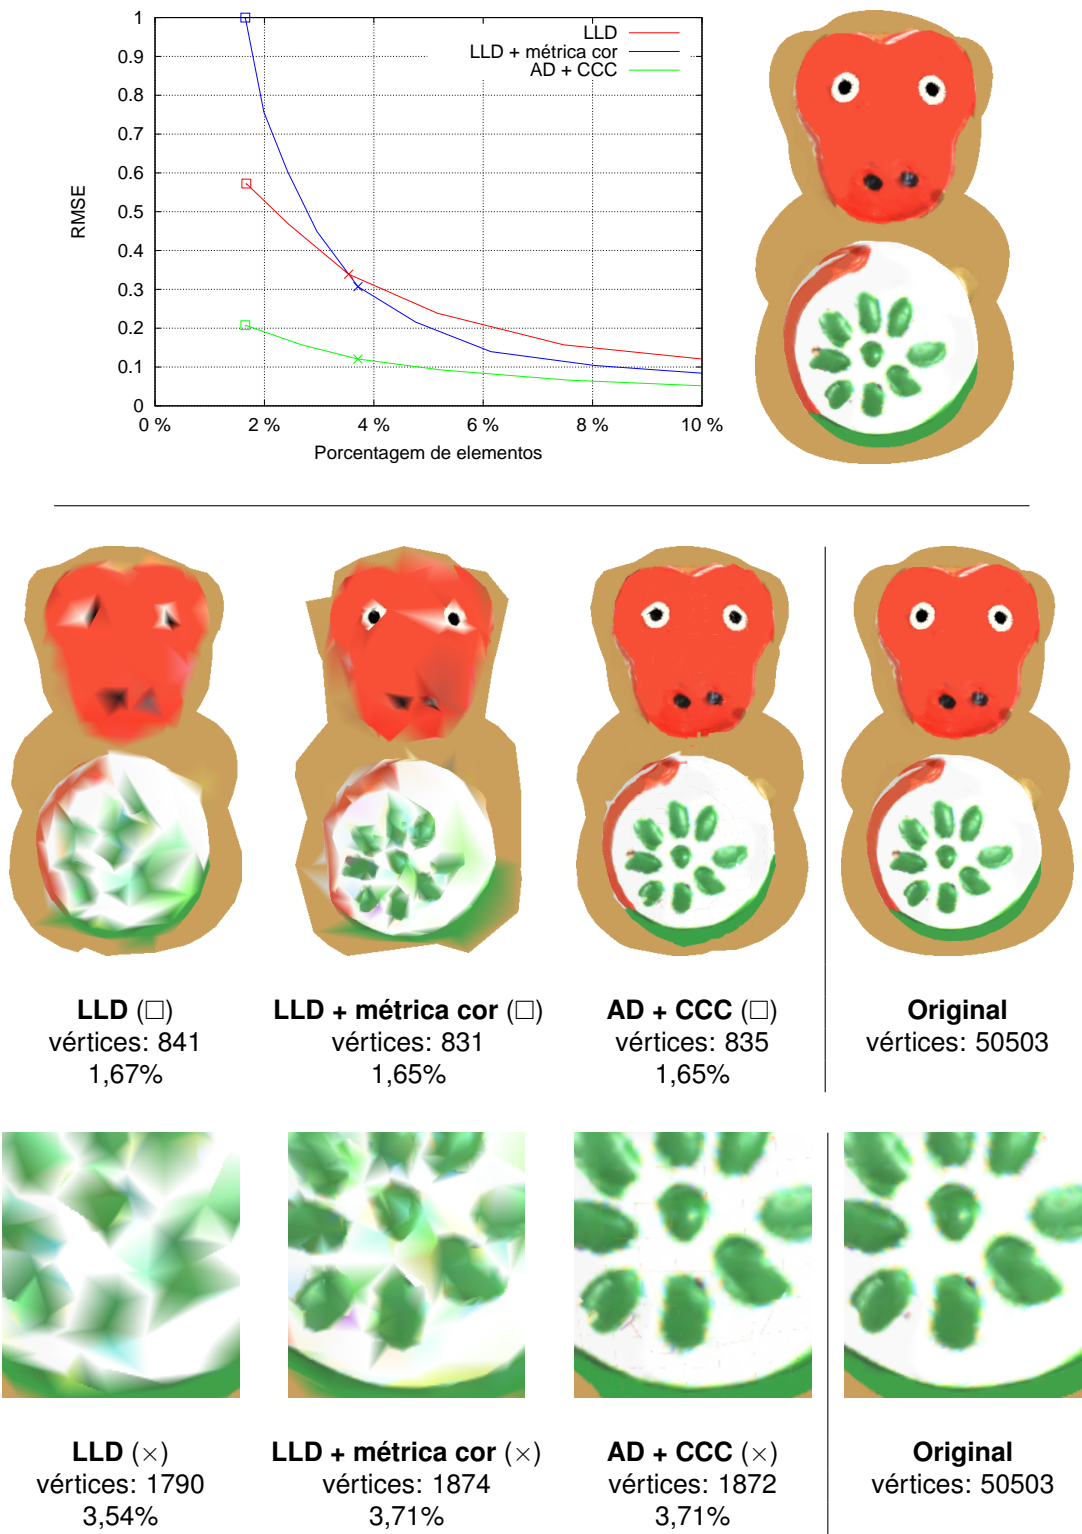 1
0.9
0.8
0.7
0.6
0.5
0.4
0.3
0.2
0.1
0
RMSE
0 %
2 %
4 %
6 %
8 %
10 %
Porcentagem de elementos
LLD
LLD + métrica cor
AD + CCC
LLD (□)
vértices: 841
1,67%
LLD + métrica cor (□)
vértices: 831
1,65%
AD + CCC (□)
vértices: 835
1,65%
Original
vértices: 50503
LLD (×)
vértices: 1790
3,54%
LLD + métrica cor (×)
vértices: 1874
3,71%
AD + CCC (×)
vértices: 1872
3,71%
Original
vértices: 50503